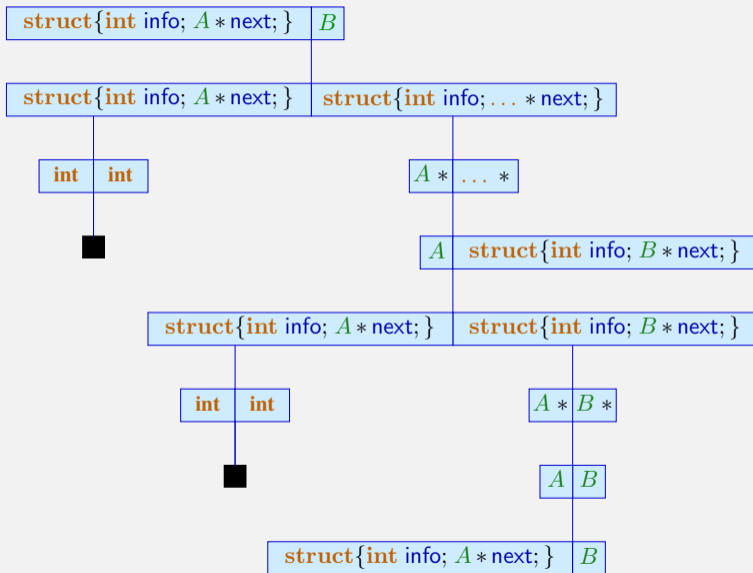 struct{int info; A * next; } B
struct{int info; A * next; } struct{int info; . . . * next; }
int int A * . . . *
A struct{int info; B * next; }
struct{int info; A * next; } struct{int info; B * next; }
int int A * B *
A B
struct{int info; A * next; } B